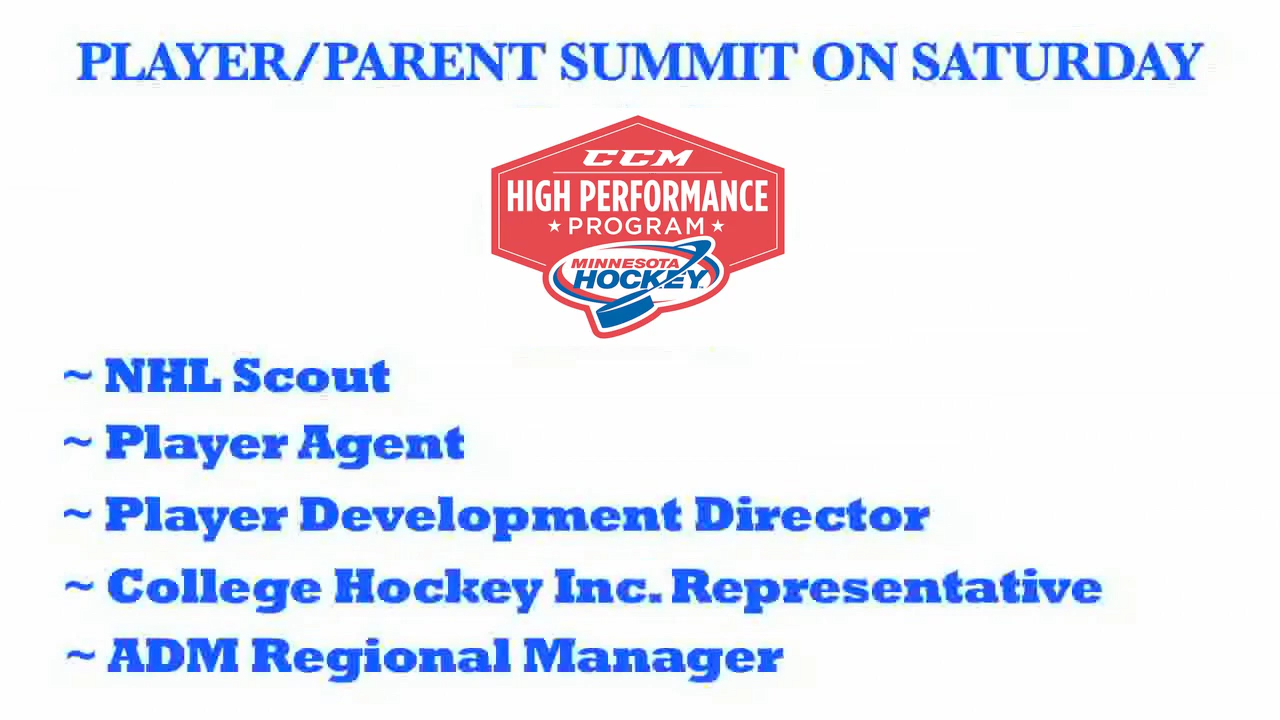 PLAYER/PARENT SUMMIT ON SATURDAY
CCM
HIGH PERFORMANCE
★ PROGRAM ★
MINNESOTA
HOCKEY
~ NHL Scout
~ Player Agent
~ Player Development Director
~ College Hockey Inc. Representative
~ ADM Regional Manager